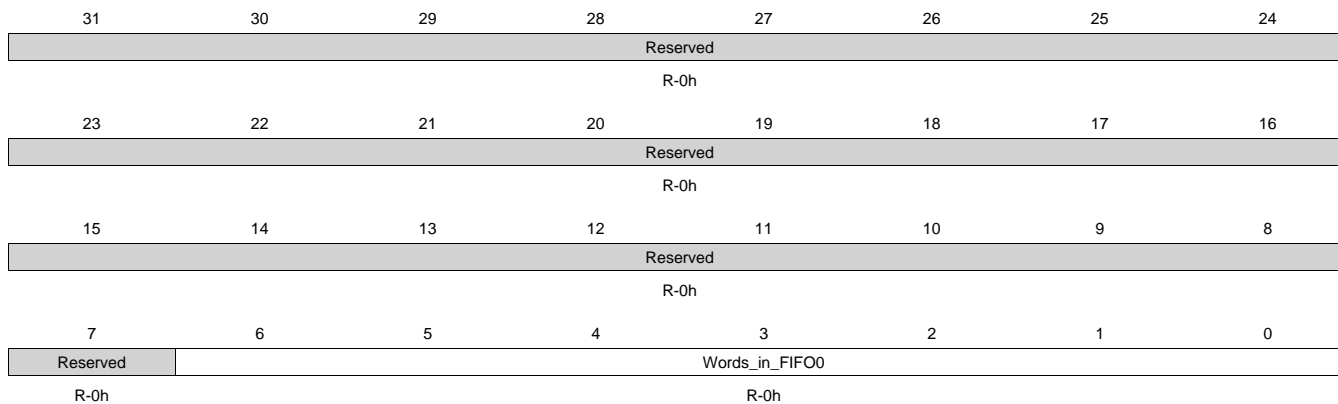 31 30 29 28 27 26 25 24
Reserved
R-0h
23 22 21 20 19 18 17 16
Reserved
R-0h
15 14 13 12 11 10 9 8
Reserved
R-0h
7 6 5 4 3 2 1 0
Reserved Words_in_FIFO0
R-0h R-0h